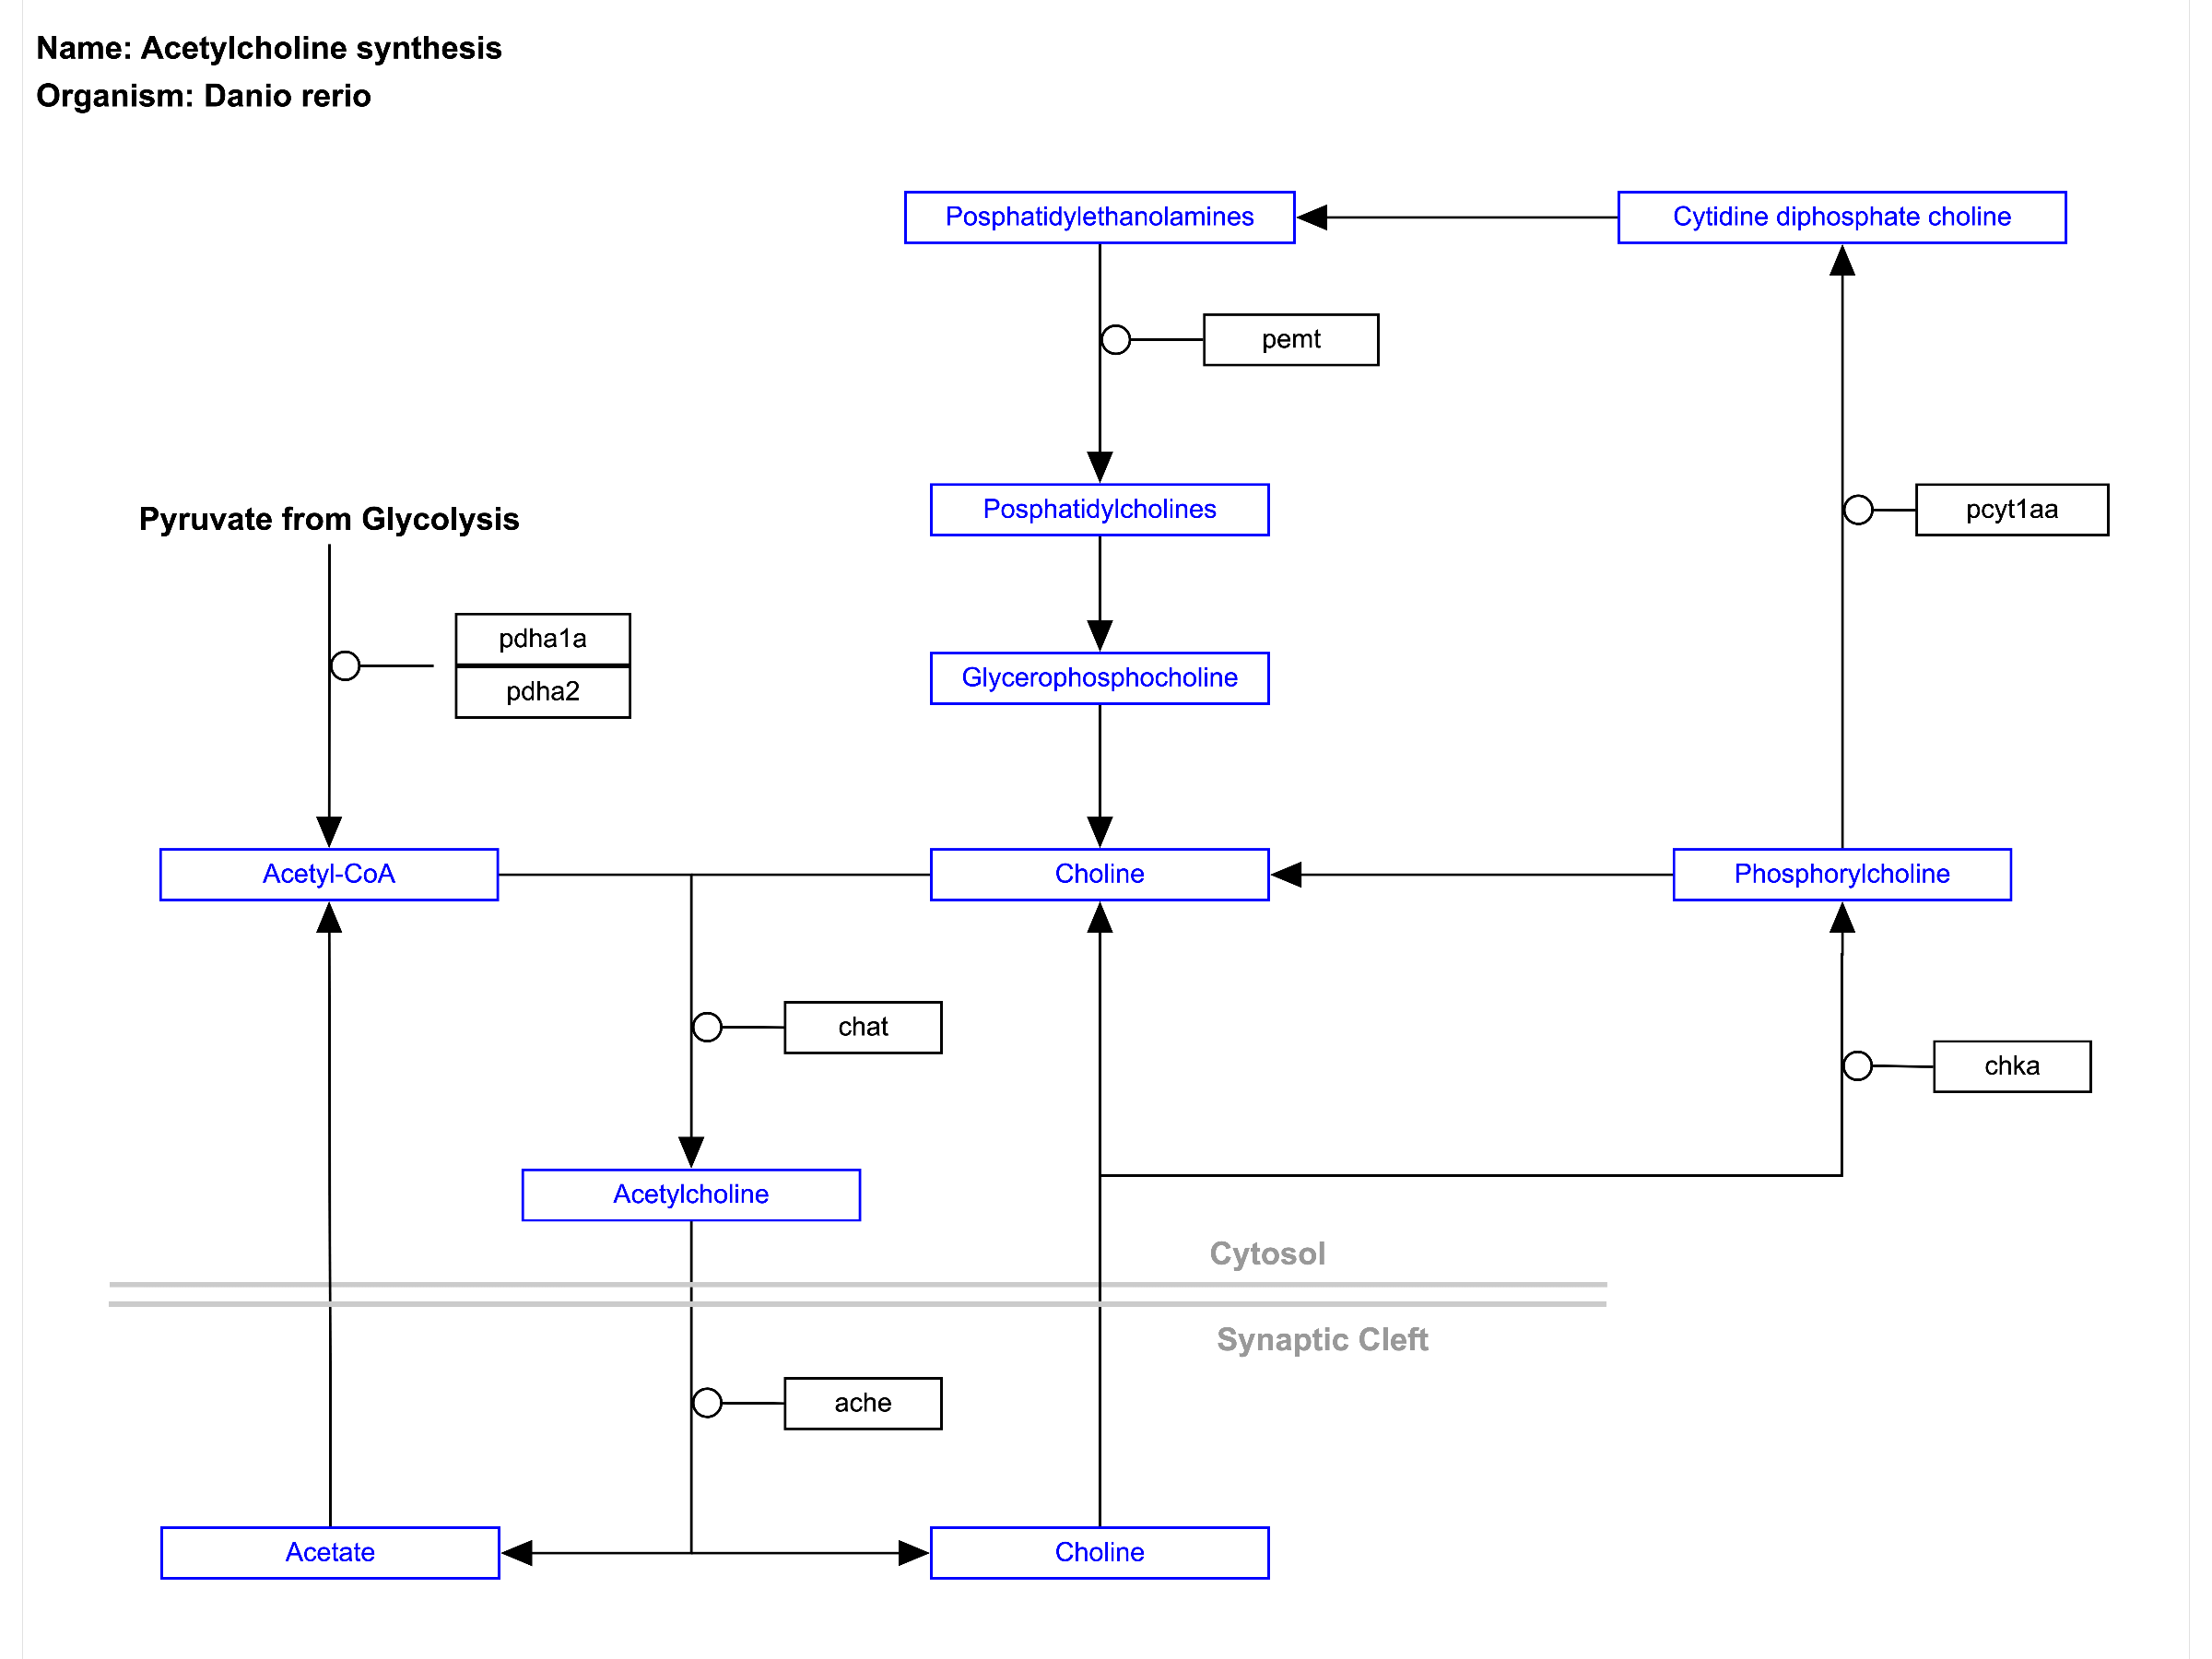 Name: Acetylcholine synthesis
Organism: Danio rerio
Posphatidylethanolamines
Cytidine diphosphate choline
pemt
Posphatidylcholines
pcyt1aa
Pyruvate from Glycolysis
pdha1a
pdha2
Glycerophosphocholine
Acetyl-CoA
Choline
Phosphorylcholine
chat
chka
Acetylcholine
Cytosol
Synaptic Cleft
ache
Acetate
Choline